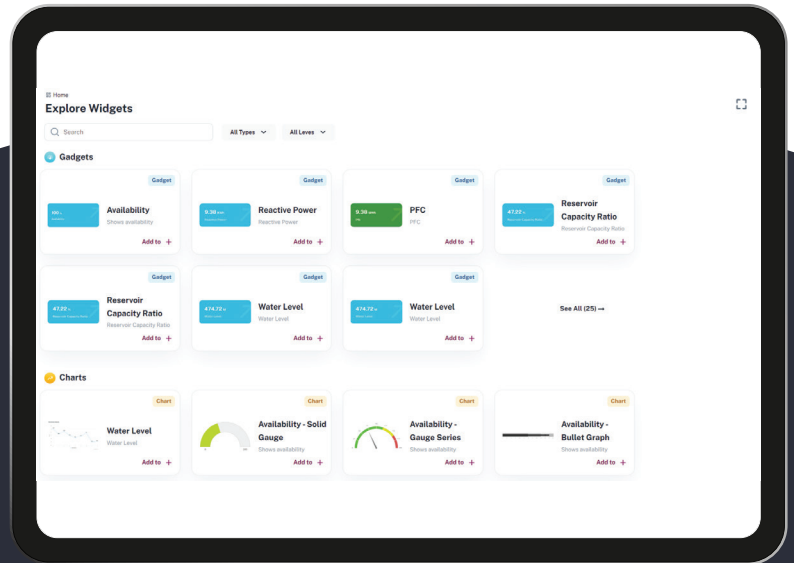 Home
Explore Widgets
Search
All Types
All Leves
Gadgets
Gadget
Availability
Shows availability
Add to +
Gadget
9.38
Reactive Power
Reactive Power
Add to +
Gadget
9.38
PFC
PFC
Add to +
Gadget
47.22
Reservoir
Capacity Ratio
Reservoir Capacity Ratio
Add to +
47.22
Reservoir
Capacity Ratio
Reservoir Capacity Ratio
Add to +
Gadget
474.72
Water Level
Water Level
Add to +
Gadget
474.72
Water Level
Water Level
Add to +
See All (25) →
Charts
Chart
Water Level
Water Level
Add to +
Chart
Availability - Solid
Gauge
Shows availability
Add to +
Chart
Availability -
Gauge Series
Shows availability
Add to +
Chart
Availability -
Bullet Graph
Shows availability
Add to +